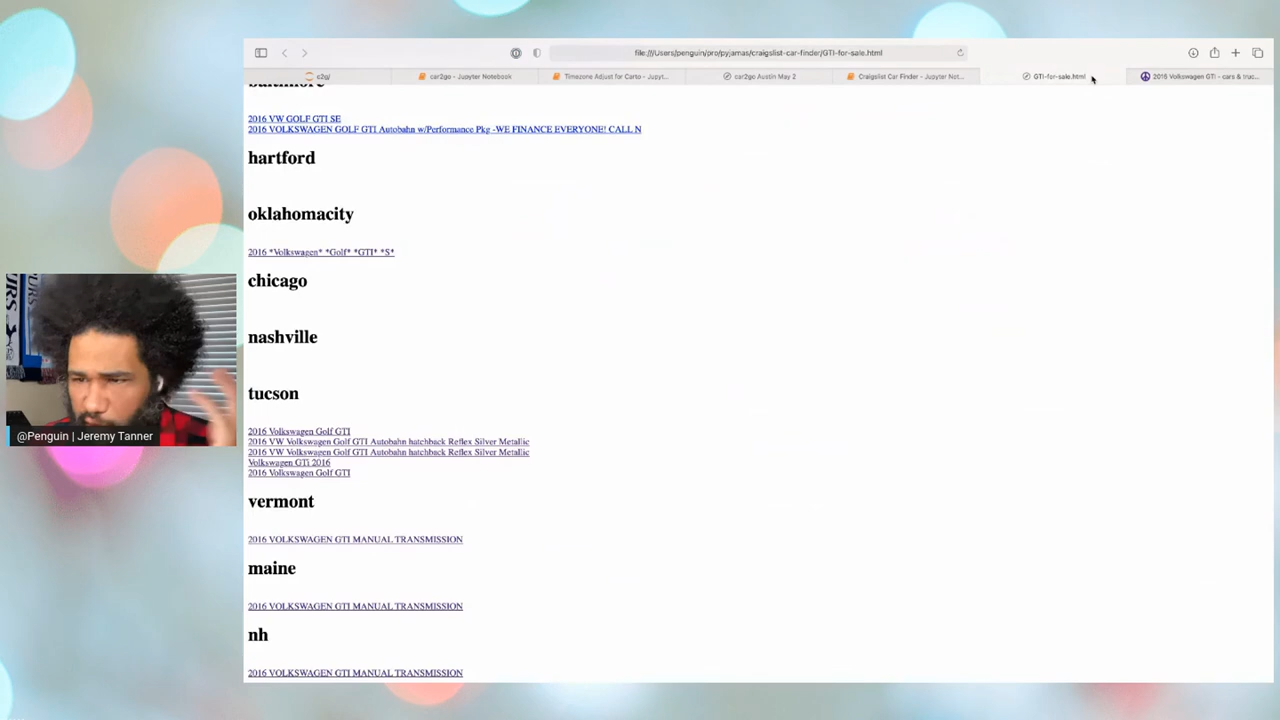 file:///Users/penguin/pro/pyjamas/craigslist-car-finder/GTI-for-sale.html
c2g/
car2go - Jupyter Notebook
Timezone Adjust for Carto - Jupyt...
car2go Austin May 2
Craigslist Car Finder - Jupyter Not...
GTI-for-sale.html
2016 Volkswagen GTI - cars & truc...
baltimore
2016 VW GOLF GTI SE
2016 VOLKSWAGEN GOLF GTI Autobahn w/Performance Pkg -WE FINANCE EVERYONE! CALL N
hartford
oklahomacity
2016 *Volkswagen* *Golf* *GTI* *S*
chicago
nashville
tucson
2016 Volkswagen Golf GTI
2016 VW Volkswagen Golf GTI Autobahn hatchback Reflex Silver Metallic
2016 VW Volkswagen Golf GTI Autobahn hatchback Reflex Silver Metallic
Volkswagen GTi 2016
2016 Volkswagen Golf GTI
vermont
2016 VOLKSWAGEN GTI MANUAL TRANSMISSION
maine
2016 VOLKSWAGEN GTI MANUAL TRANSMISSION
nh
2016 VOLKSWAGEN GTI MANUAL TRANSMISSION
@Penguin | Jeremy Tanner